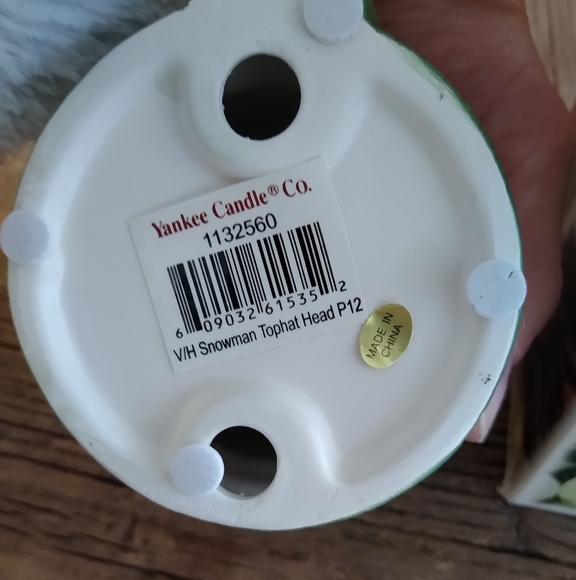 Yankee Candle® Co.
1132560
6 09032 61535 2
V/H Snowman Tophat Head P12
MADE IN
CHINA